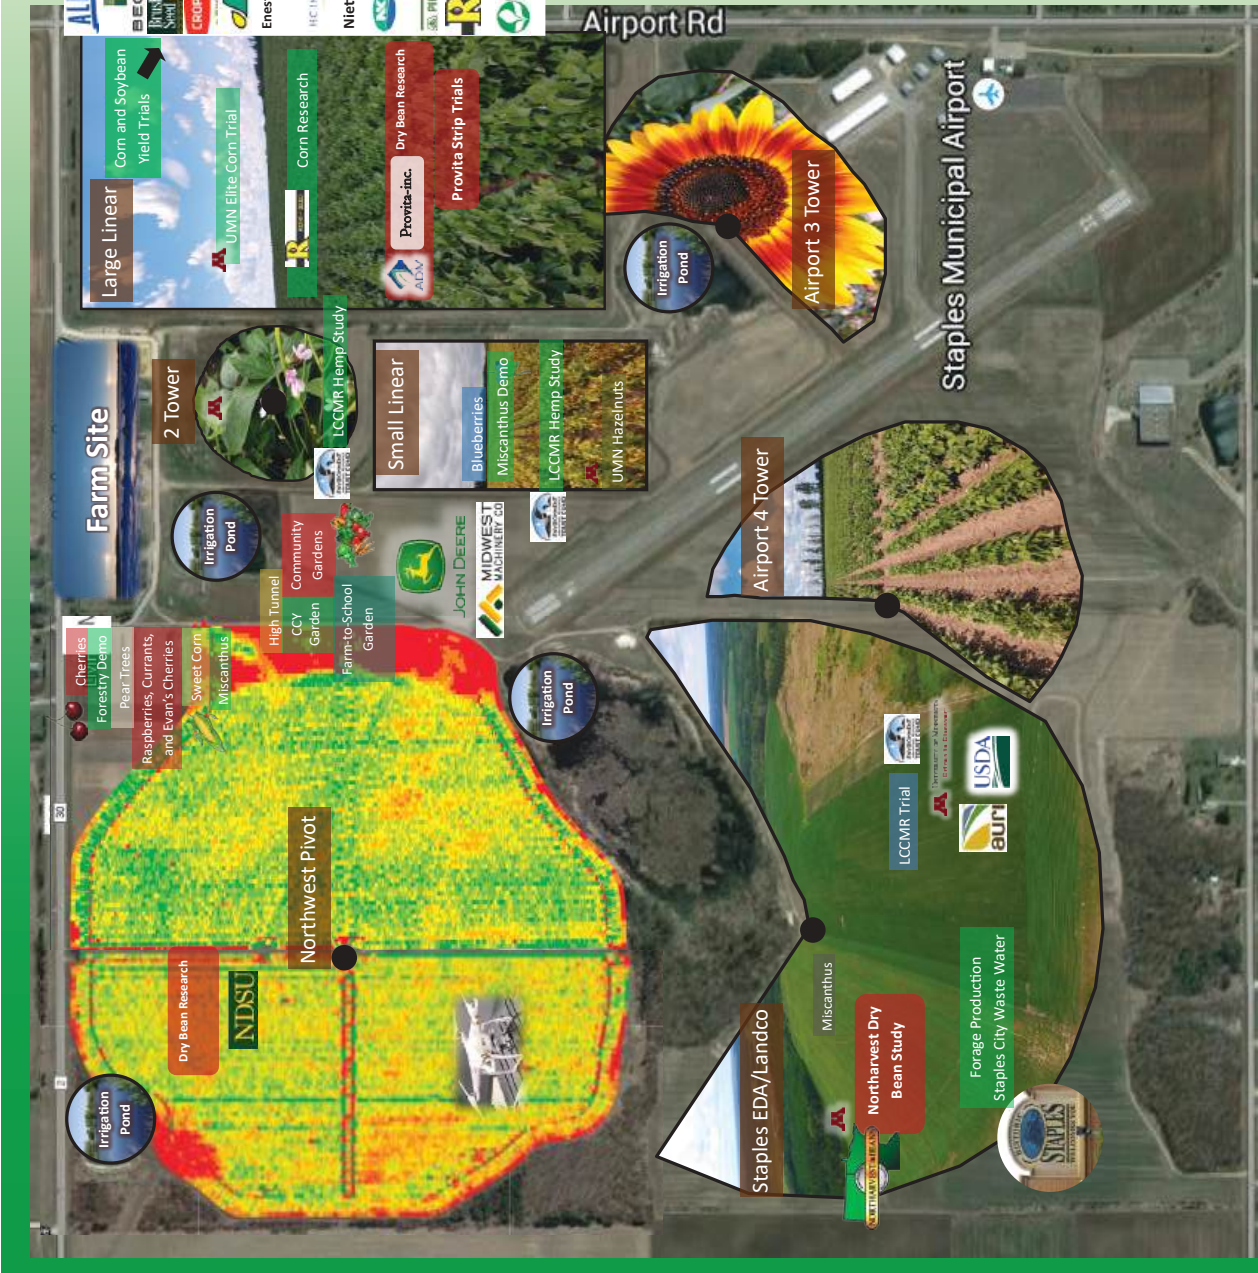 Airport Rd
Corn and Soybean
Yield Trials
Large Linear
UMN Elite Corn Trial
Corn Research
Dry Bean Research
Provita-inc.
ADM
Provita Strip Trials
Irrigation
Pond
Airport 3 Tower
Staples Municipal Airport
Farm Site
2 Tower
LCCMR Hemp Study
Small Linear
Blueberries
Miscanthus Demo
LCCMR Hemp Study
UMN Hazelnuts
Irrigation
Pond
High Tunnel
Community
Gardens
CCY
Garden
Farm-to-School
Garden
JOHN DEERE
MIDWEST
MACHINERY CO
Airport 4 Tower
Cherries
Forestry Demo
Pear Trees
Raspberries, Currants,
and Evan's Cherries
Sweet Corn
Miscanthus
Irrigation
Pond
30
Northwest Pivot
Dry Bean Research
NDSU
2
Irrigation
Pond
Staples EDA/Landco
Miscanthus
LCCMR Trial
USDA
auri
Northarvest Dry
Bean Study
NORTHARVEST BEANS
Forage Production
Staples City Waste Water
STAPLES